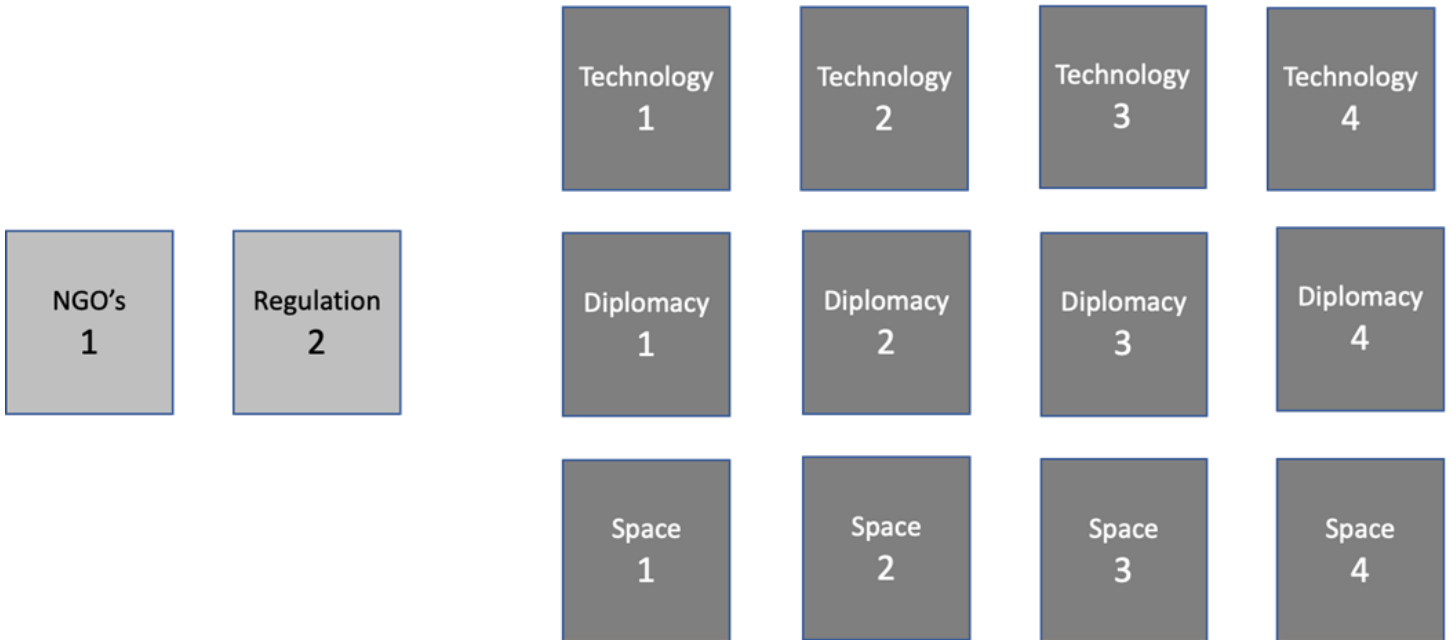 Technology
1
Technology
2
Technology
3
Technology
4
NGO’s
1
Regulation
2
Diplomacy
1
Diplomacy
2
Diplomacy
3
Diplomacy
4
Space
1
Space
2
Space
3
Space
4